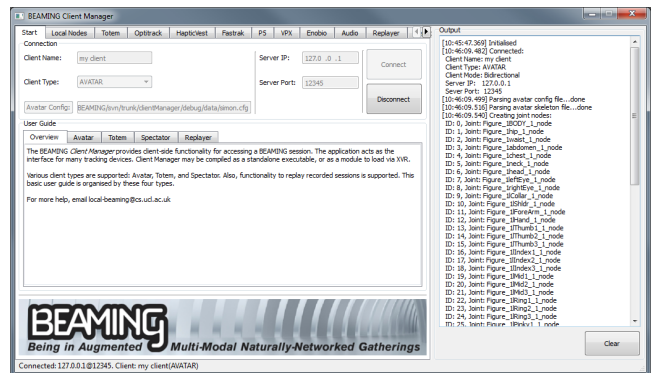 BEAMING Client Manager
Start Local Nodes Totem Optitrack HapticVest Fastrak P5 VPX Enobio Audio Replayer
Connection
Client Name: my client Server IP: 127.0 .0 .1 Connect
Client Type: AVATAR Server Port: 12345
Avatar Config: BEAMING/svn/trunk/clientManager/debug/data/simon.cfg Disconnect
User Guide
Overview Avatar Totem Spectator Replayer
The BEAMING Client Manager provides client-side functionality for accessing a BEAMING session. The application acts as the
interface for many tracking devices. Client Manager may be compiled as a standalone executable, or as a module to load via XVR.
Various client types are supported: Avatar, Totem, and Spectator. Also, functionality to replay recorded sessions is supported. This
basic user guide is organised by these four types.
For more help, email local-beaming@cs.ucl.ac.uk
BEAMING
Being in Augmented Multi-Modal Naturally-Networked Gatherings
Connected: 127.0.0.1@12345. Client: my client(AVATAR)
Output
[10:45:47.369] Initialised
[10:46:09.482] Connected:
Client Name: my client
Client Type: AVATAR
Client Mode: Bidirectional
Server IP: 127.0.0.1
Sever Port: 12345
[10:46:09.499] Parsing avatar config file...done
[10:46:09.516] Parsing avatar skeleton file...done
[10:46:09.540] Creating joint nodes:
ID: 0, Joint: Figure_1BODY_1_node
ID: 1, Joint: Figure_1hip_1_node
ID: 2, Joint: Figure_1waist_1_node
ID: 3, Joint: Figure_1abdomen_1_node
ID: 4, Joint: Figure_1chest_1_node
ID: 5, Joint: Figure_1neck_1_node
ID: 6, Joint: Figure_1head_1_node
ID: 7, Joint: Figure_1leftEye_1_node
ID: 8, Joint: Figure_1rightEye_1_node
ID: 9, Joint: Figure_1lCollar_1_node
ID: 10, Joint: Figure_1lShldr_1_node
ID: 11, Joint: Figure_1lForeArm_1_node
ID: 12, Joint: Figure_1lHand_1_node
ID: 13, Joint: Figure_1lThumb1_1_node
ID: 14, Joint: Figure_1lThumb2_1_node
ID: 15, Joint: Figure_1lThumb3_1_node
ID: 16, Joint: Figure_1lIndex1_1_node
ID: 17, Joint: Figure_1lIndex2_1_node
ID: 18, Joint: Figure_1lIndex3_1_node
ID: 19, Joint: Figure_1lMid1_1_node
ID: 20, Joint: Figure_1lMid2_1_node
ID: 21, Joint: Figure_1lMid3_1_node
ID: 22, Joint: Figure_1lRing1_1_node
ID: 23, Joint: Figure_1lRing2_1_node
ID: 24, Joint: Figure_1lRing3_1_node
ID: 25, Joint: Figure_1lPinky1_1_node
Clear